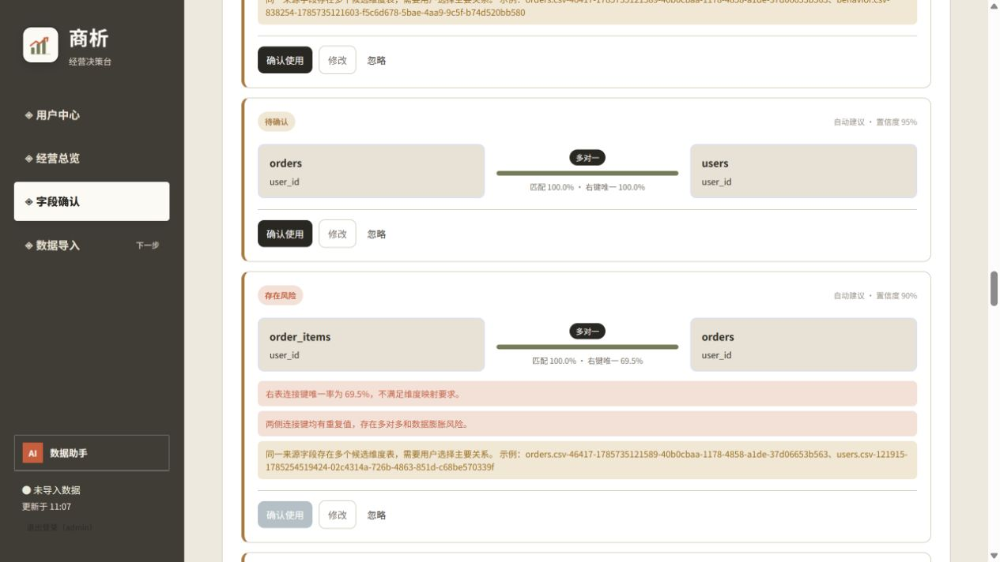 商析
经营决策台
◈ 用户中心
◈ 经营总览
◈ 字段确认
◈ 数据导入
下一步
AI 数据助手
未导入数据
更新于 11:07
退出登录（admin）
同一来源字段存在多个候选维度表，需要用户选择主要关系。 示例：orders.csv-46417-1785735121589-40b0cbaa-1178-4858-a1de-37d06653b563、behavior.csv-
838254-1785735121603-f5c6d678-5bae-4aa9-9c5f-b74d520bb580
确认使用 修改 忽略
待确认
自动建议 · 置信度 95%
orders
user_id
多对一
匹配 100.0% · 右键唯一 100.0%
users
user_id
确认使用 修改 忽略
存在风险
自动建议 · 置信度 90%
order_items
user_id
多对一
匹配 100.0% · 右键唯一 69.5%
orders
user_id
右表连接键唯一率为 69.5%，不满足维度映射要求。
两侧连接键均有重复值，存在多对多和数据膨胀风险。
同一来源字段存在多个候选维度表，需要用户选择主要关系。 示例：orders.csv-46417-1785735121589-40b0cbaa-1178-4858-a1de-37d06653b563、users.csv-121915-
1785254519424-02c4314a-726b-4863-851d-c68be570339f
确认使用 修改 忽略